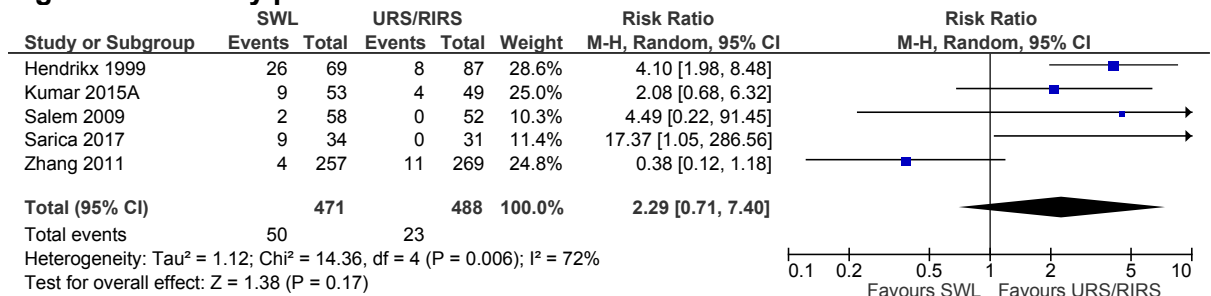 SWL URS/RIRS Risk Ratio Risk Ratio
Study or Subgroup Events Total Events Total Weight M-H, Random, 95% CI M-H, Random, 95% CI
Hendrikx 1999 26 69 8 87 28.6% 4.10 [1.98, 8.48]
Kumar 2015A 9 53 4 49 25.0% 2.08 [0.68, 6.32]
Salem 2009 2 58 0 52 10.3% 4.49 [0.22, 91.45]
Sarica 2017 9 34 0 31 11.4% 17.37 [1.05, 286.56]
Zhang 2011 4 257 11 269 24.8% 0.38 [0.12, 1.18]
Total (95% CI) 471 488 100.0% 2.29 [0.71, 7.40]
Total events 50 23
Heterogeneity: Tau² = 1.12; Chi² = 14.36, df = 4 (P = 0.006); I² = 72%
Test for overall effect: Z = 1.38 (P = 0.17)
0.1 0.2 0.5 1 2 5 10
Favours SWL Favours URS/RIRS